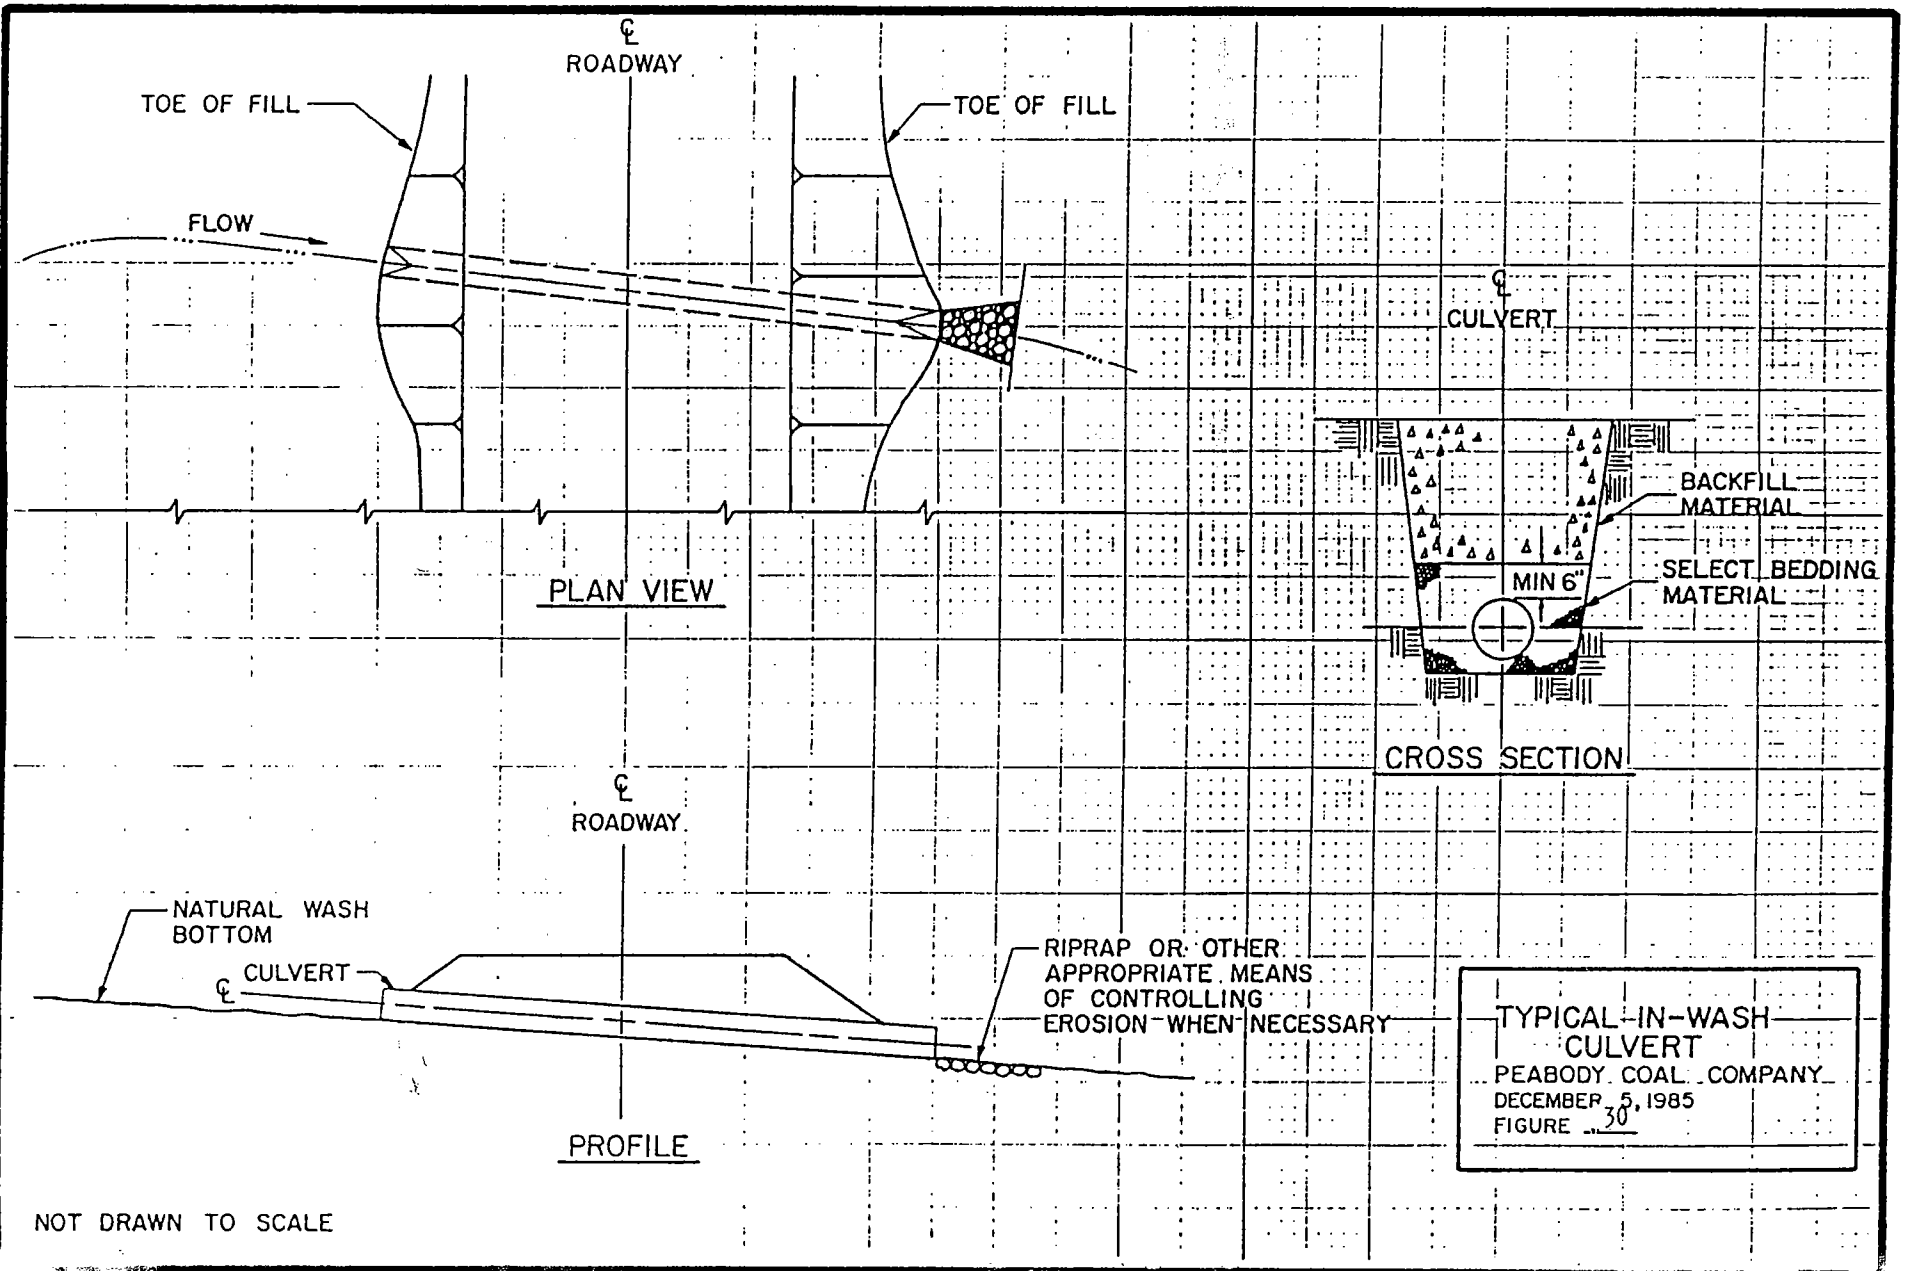 ℄
ROADWAY
TOE OF FILL
TOE OF FILL
FLOW
℄
CULVERT
BACKFILL
MATERIAL
SELECT BEDDING
MATERIAL
MIN 6"
PLAN VIEW
CROSS SECTION
℄
ROADWAY
NATURAL WASH
BOTTOM
CULVERT
℄
RIPRAP OR OTHER
APPROPRIATE MEANS
OF CONTROLLING
EROSION WHEN NECESSARY
PROFILE
TYPICAL-IN-WASH
CULVERT
PEABODY COAL COMPANY
DECEMBER 5, 1985
FIGURE 30
NOT DRAWN TO SCALE